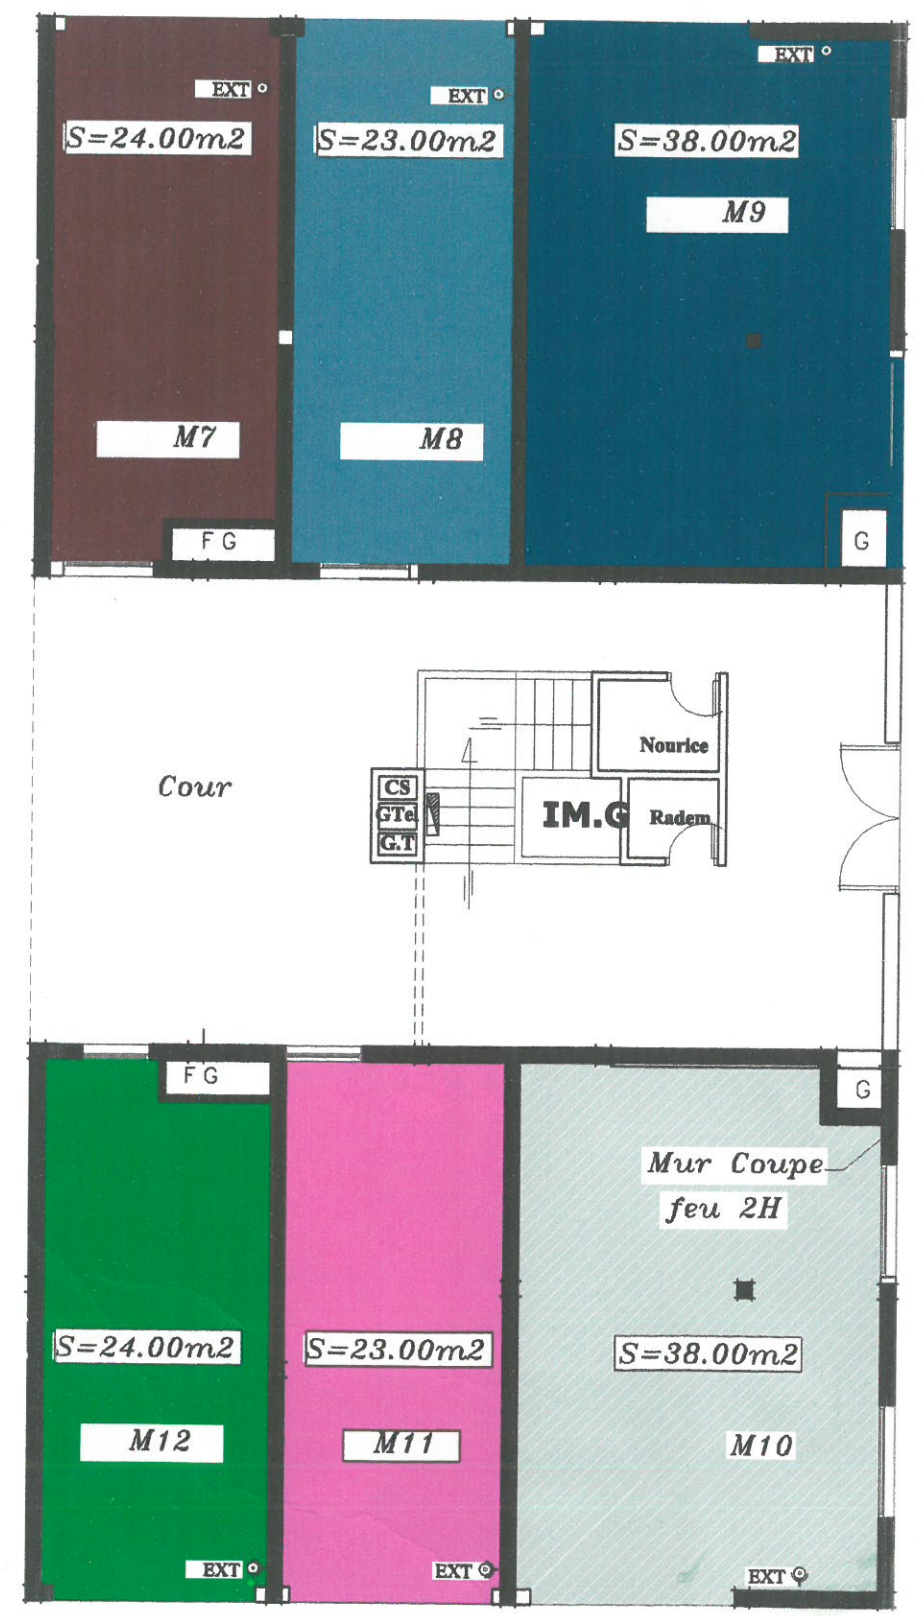 EXT
EXT
EXT
S=24.00m2
S=23.00m2
S=38.00m2
M9
M7
M8
F G
G
Nourice
Cour
CS
GTel
G.T
IM.G
Radem
F G
G
Mur Coupe
feu 2H
S=24.00m2
S=23.00m2
S=38.00m2
M12
M11
M10
EXT
EXT
EXT